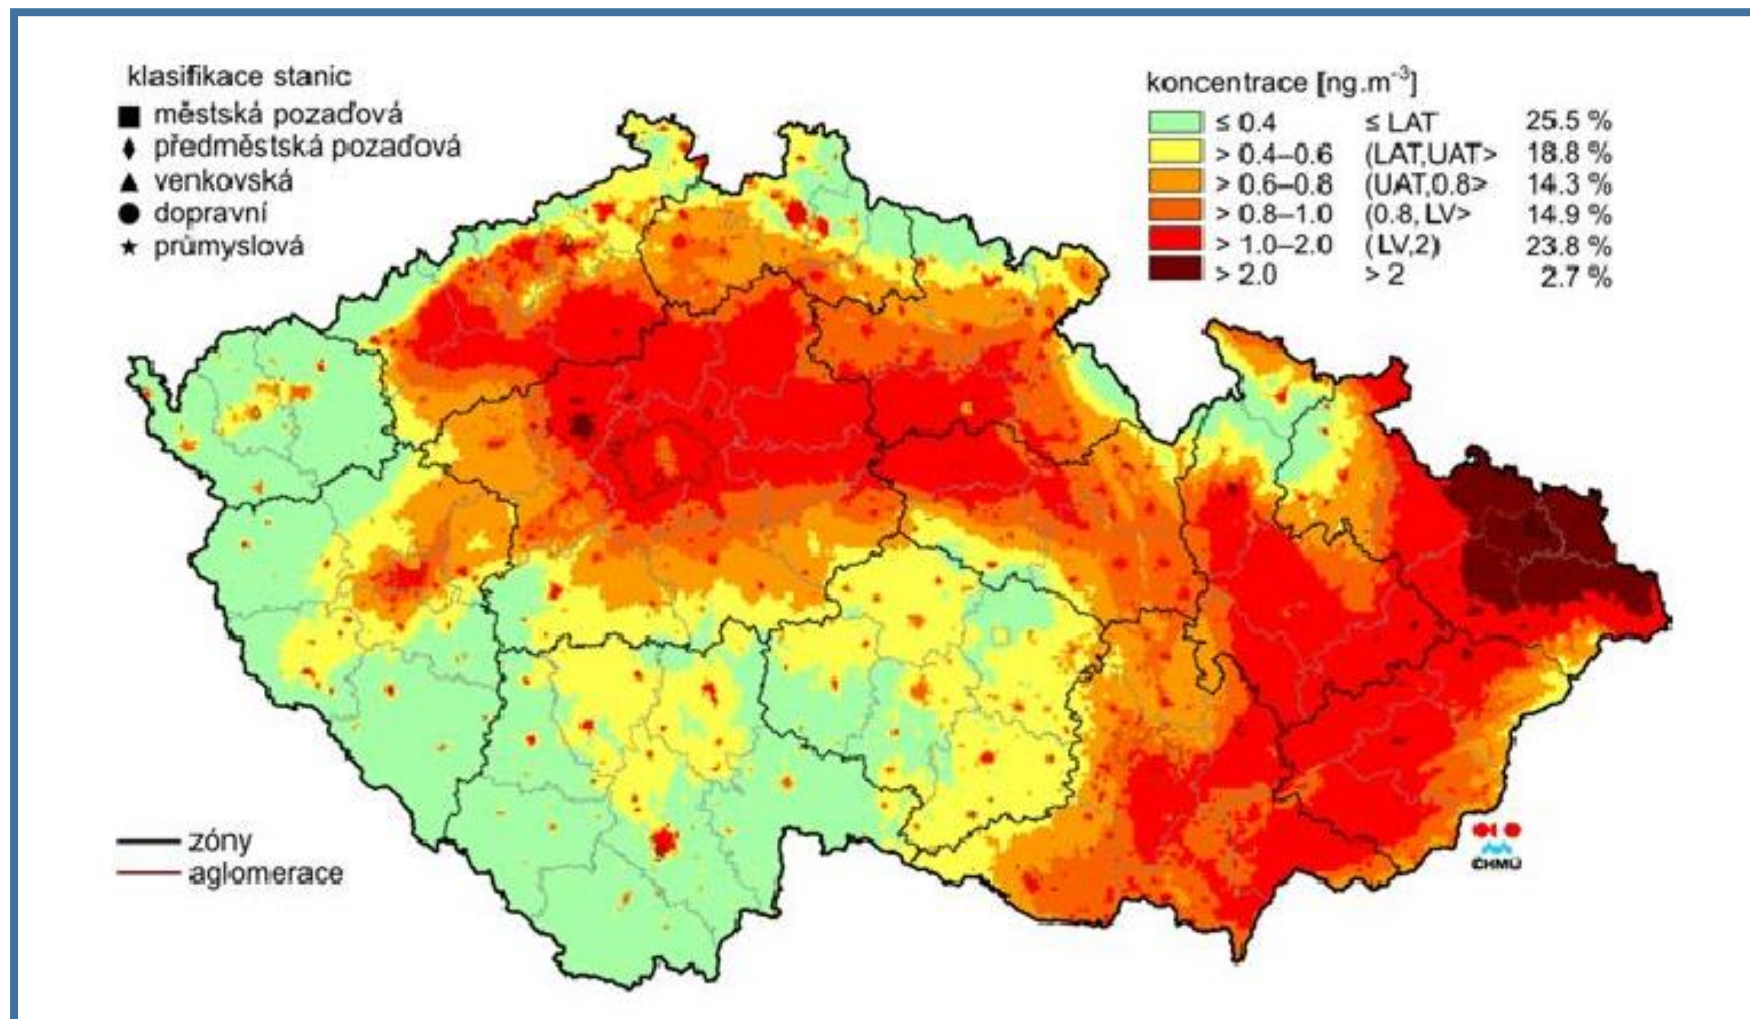 klasifikace stanic
městská pozaďová
předměstská pozaďová
venkovská
dopravní
průmyslová
koncentrace [ng.m⁻³]
≤ 0.4 ≤ LAT 25.5 %
> 0.4–0.6 (LAT,UAT> 18.8 %
> 0.6–0.8 (UAT,0.8> 14.3 %
> 0.8–1.0 (0.8, LV> 14.9 %
> 1.0–2.0 (LV,2) 23.8 %
> 2.0 > 2 2.7 %
zóny
aglomerace
ČHMÚ